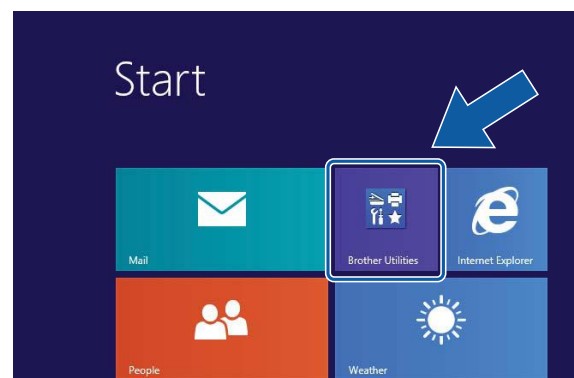 Start
Mail
Brother Utilities
Internet Explorer
People
Weather